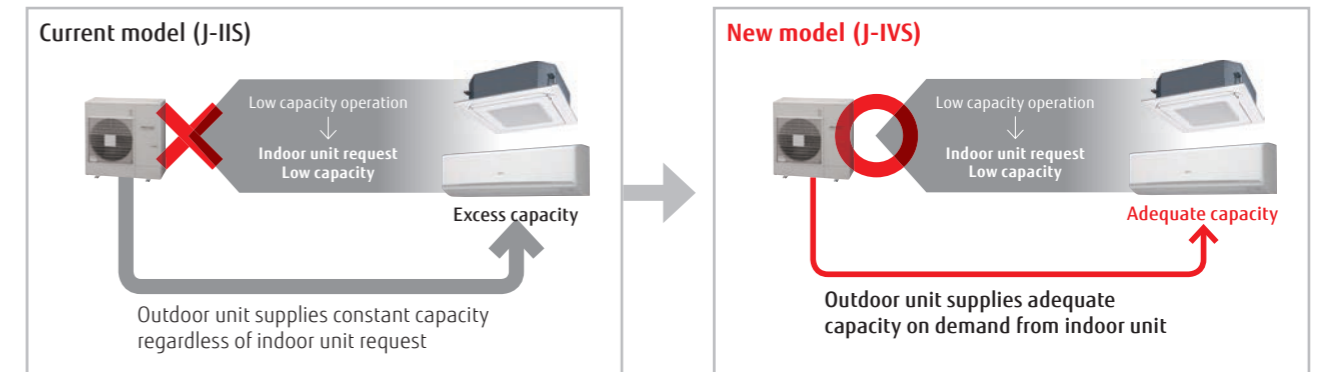 Current model (J-IIS)
Low capacity operation
↓
Indoor unit request
Low capacity
Excess capacity
Outdoor unit supplies constant capacity
regardless of indoor unit request
New model (J-IVS)
Low capacity operation
↓
Indoor unit request
Low capacity
Adequate capacity
Outdoor unit supplies adequate
capacity on demand from indoor unit